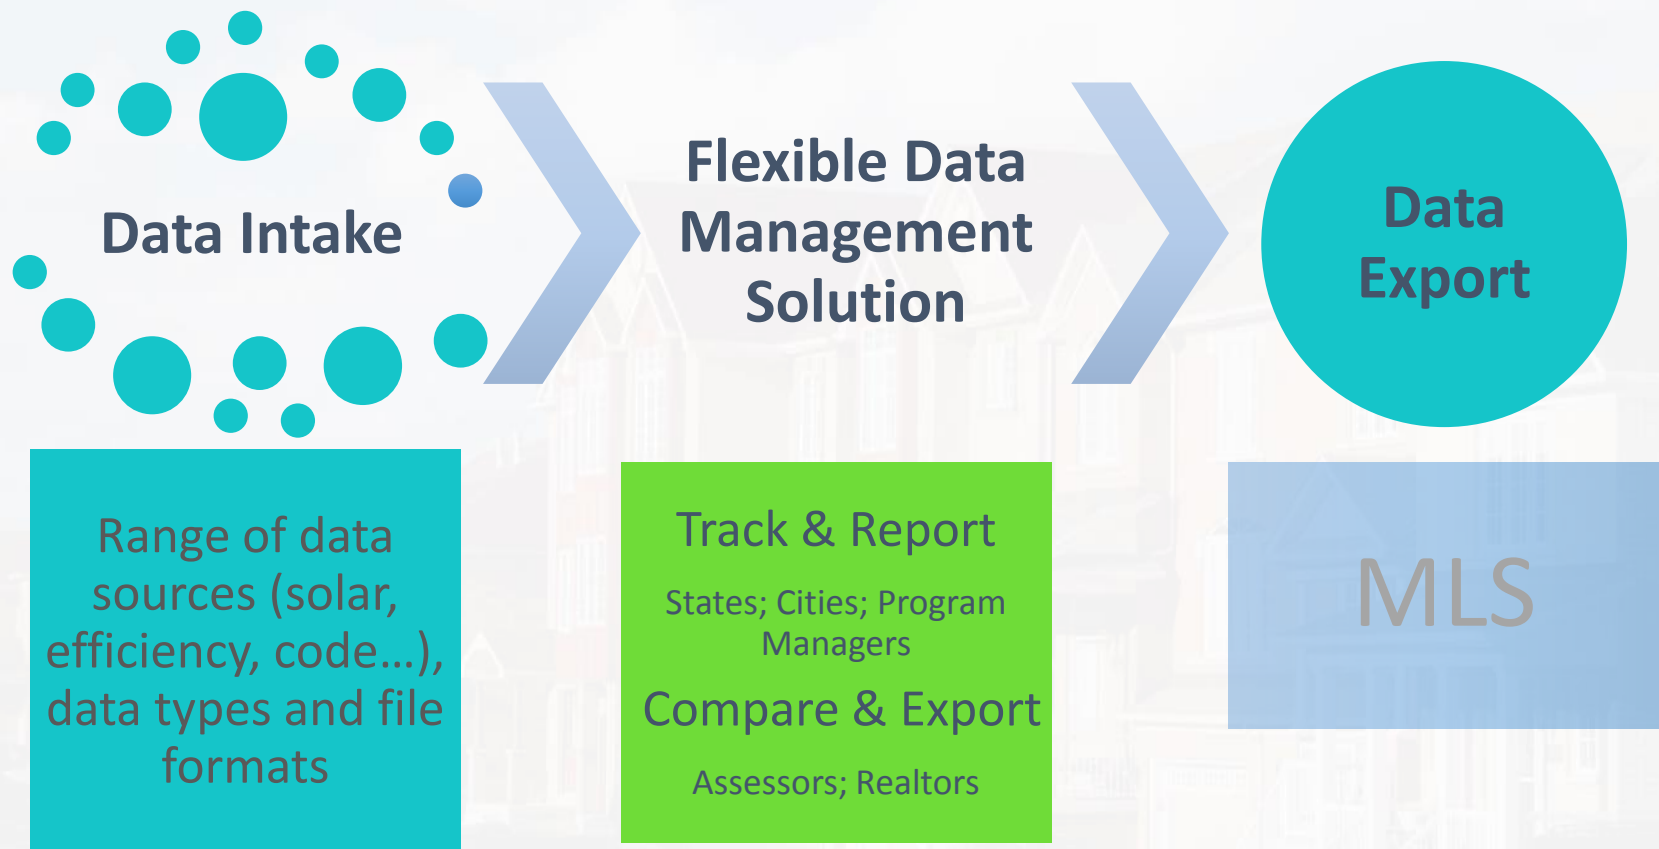 Data Intake
Flexible Data
Management
Solution
Data
Export
Range of data
sources (solar,
efficiency, code...),
data types and file
formats
Track & Report
States; Cities; Program
Managers
Compare & Export
Assessors; Realtors
MLS